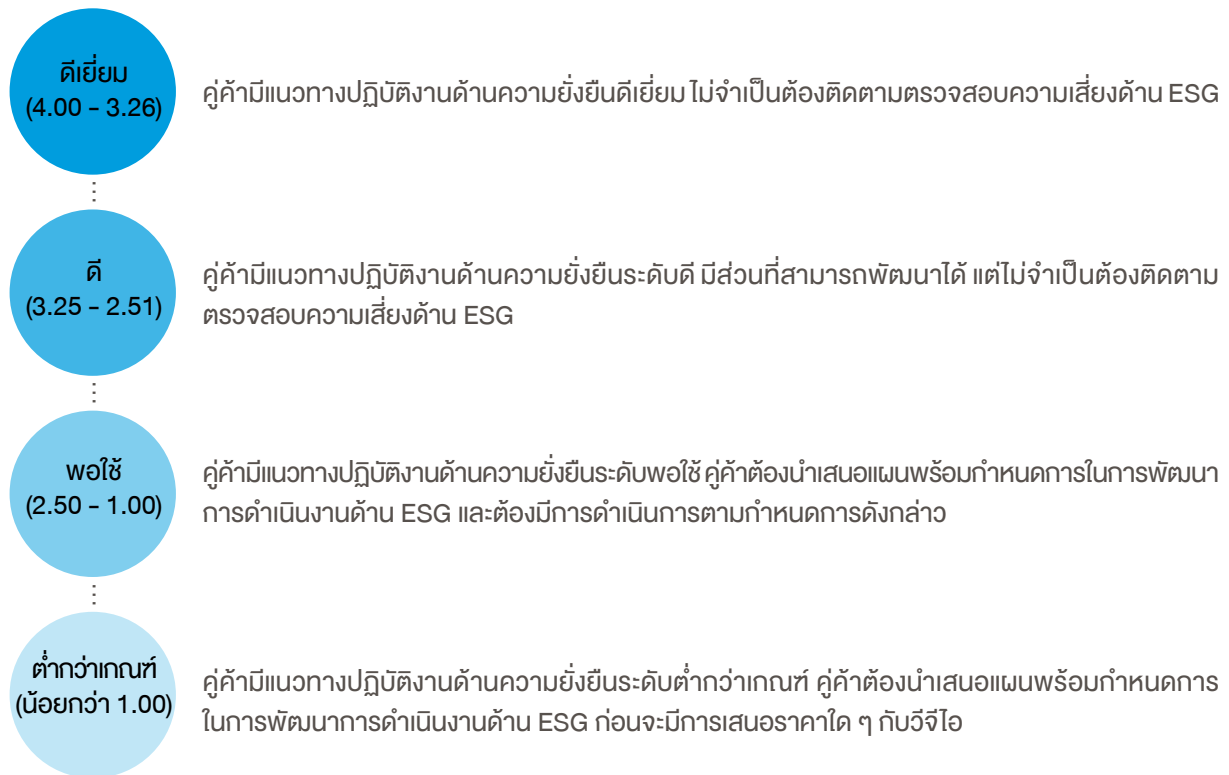 ดีเยี่ยม
(4.00 - 3.26)
คู่ค้ามีแนวทางปฏิบัติงานด้านความยั่งยืนดีเยี่ยม ไม่จำเป็นต้องติดตามตรวจสอบความเสี่ยงด้าน ESG
ดี
(3.25 - 2.51)
คู่ค้ามีแนวทางปฏิบัติงานด้านความยั่งยืนระดับดี มีส่วนที่สามารถพัฒนาได้ แต่ไม่จำเป็นต้องติดตาม
ตรวจสอบความเสี่ยงด้าน ESG
พอใช้
(2.50 - 1.00)
คู่ค้ามีแนวทางปฏิบัติงานด้านความยั่งยืนระดับพอใช้ คู่ค้าต้องนำเสนอแผนพร้อมกำหนดการในการพัฒนา
การดำเนินงานด้าน ESG และต้องมีการดำเนินการตามกำหนดการดังกล่าว
ต่ำกว่าเกณฑ์
(น้อยกว่า 1.00)
คู่ค้ามีแนวทางปฏิบัติงานด้านความยั่งยืนระดับต่ำกว่าเกณฑ์ คู่ค้าต้องนำเสนอแผนพร้อมกำหนดการ
ในการพัฒนาการดำเนินงานด้าน ESG ก่อนจะมีการเสนอราคาใด ๆ กับวีจีไอ